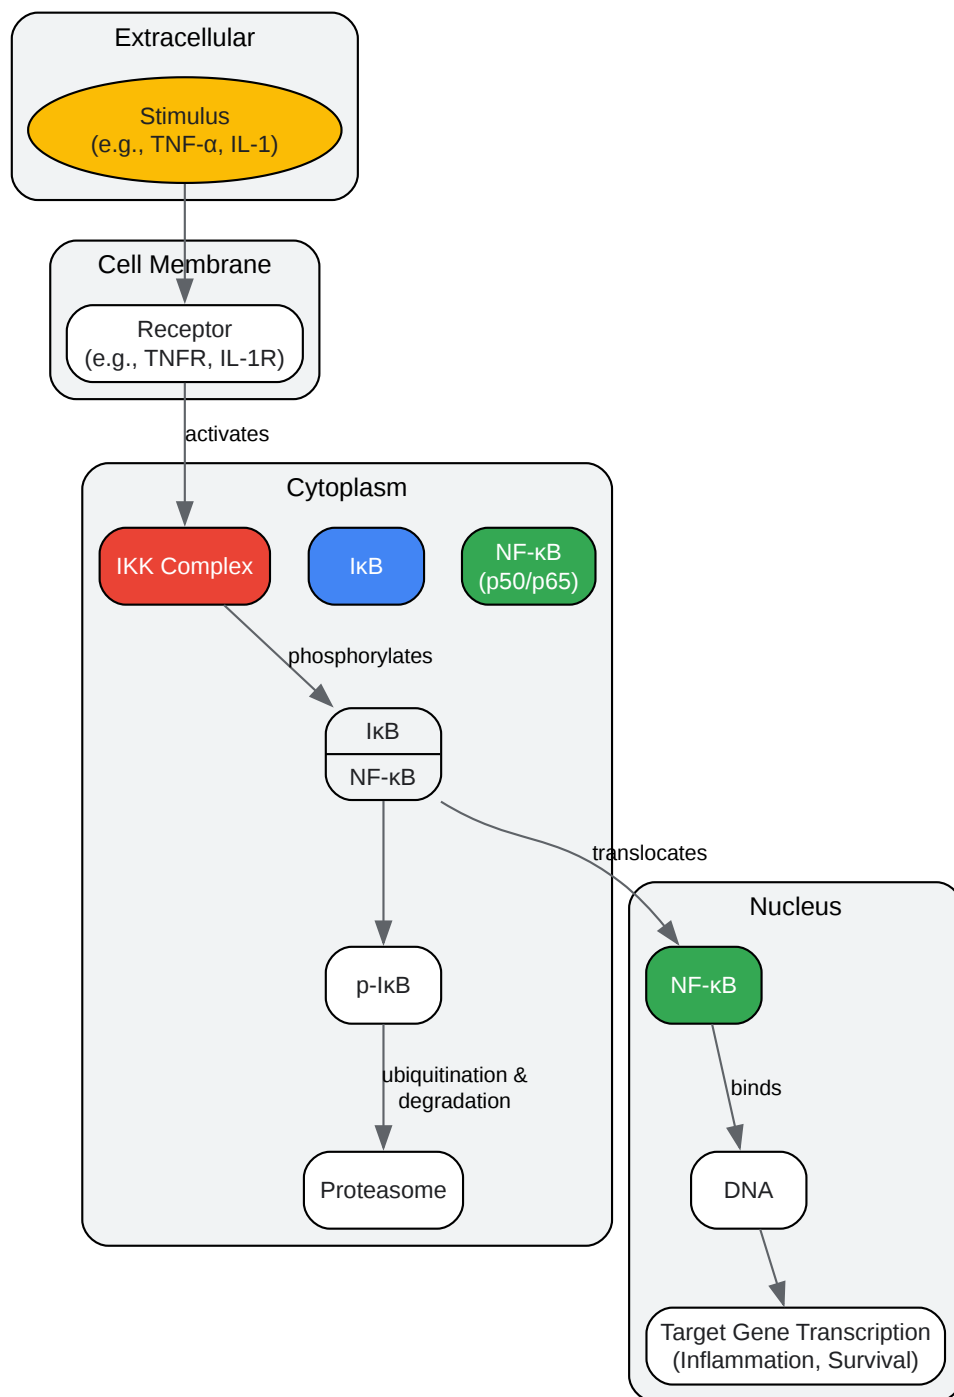 Extracellular
Stimulus
(e.g., TNF-α, IL-1)
Cell Membrane
Receptor
(e.g., TNFR, IL-1R)
activates
Cytoplasm
IKK Complex
IκB
NF-κB
(p50/p65)
phosphorylates
IκB
NF-κB
translocates
Nucleus
p-IκB
NF-κB
ubiquitination &
degradation
binds
Proteasome
DNA
Target Gene Transcription
(Inflammation, Survival)